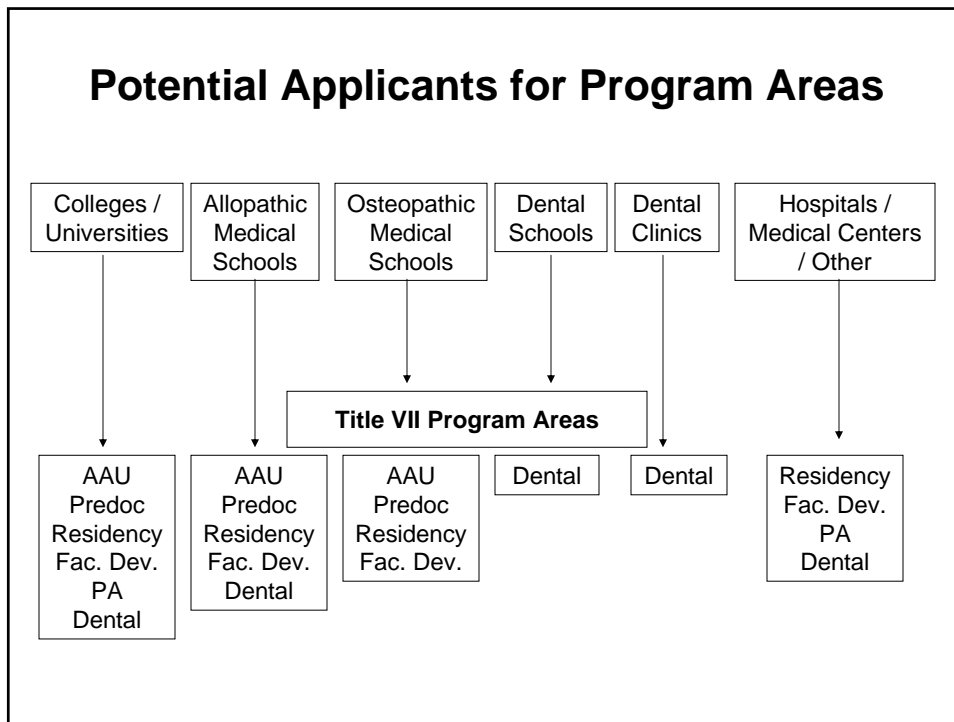 Potential Applicants for Program Areas
Colleges /
Universities
Allopathic
Medical
Schools
Osteopathic
Medical
Schools
Dental
Schools
Dental
Clinics
Hospitals /
Medical Centers
/ Other
Title VII Program Areas
AAU
Predoc
Residency
Fac. Dev.
PA
Dental
AAU
Predoc
Residency
Fac. Dev.
Dental
AAU
Predoc
Residency
Fac. Dev.
Dental
Dental
Residency
Fac. Dev.
PA
Dental